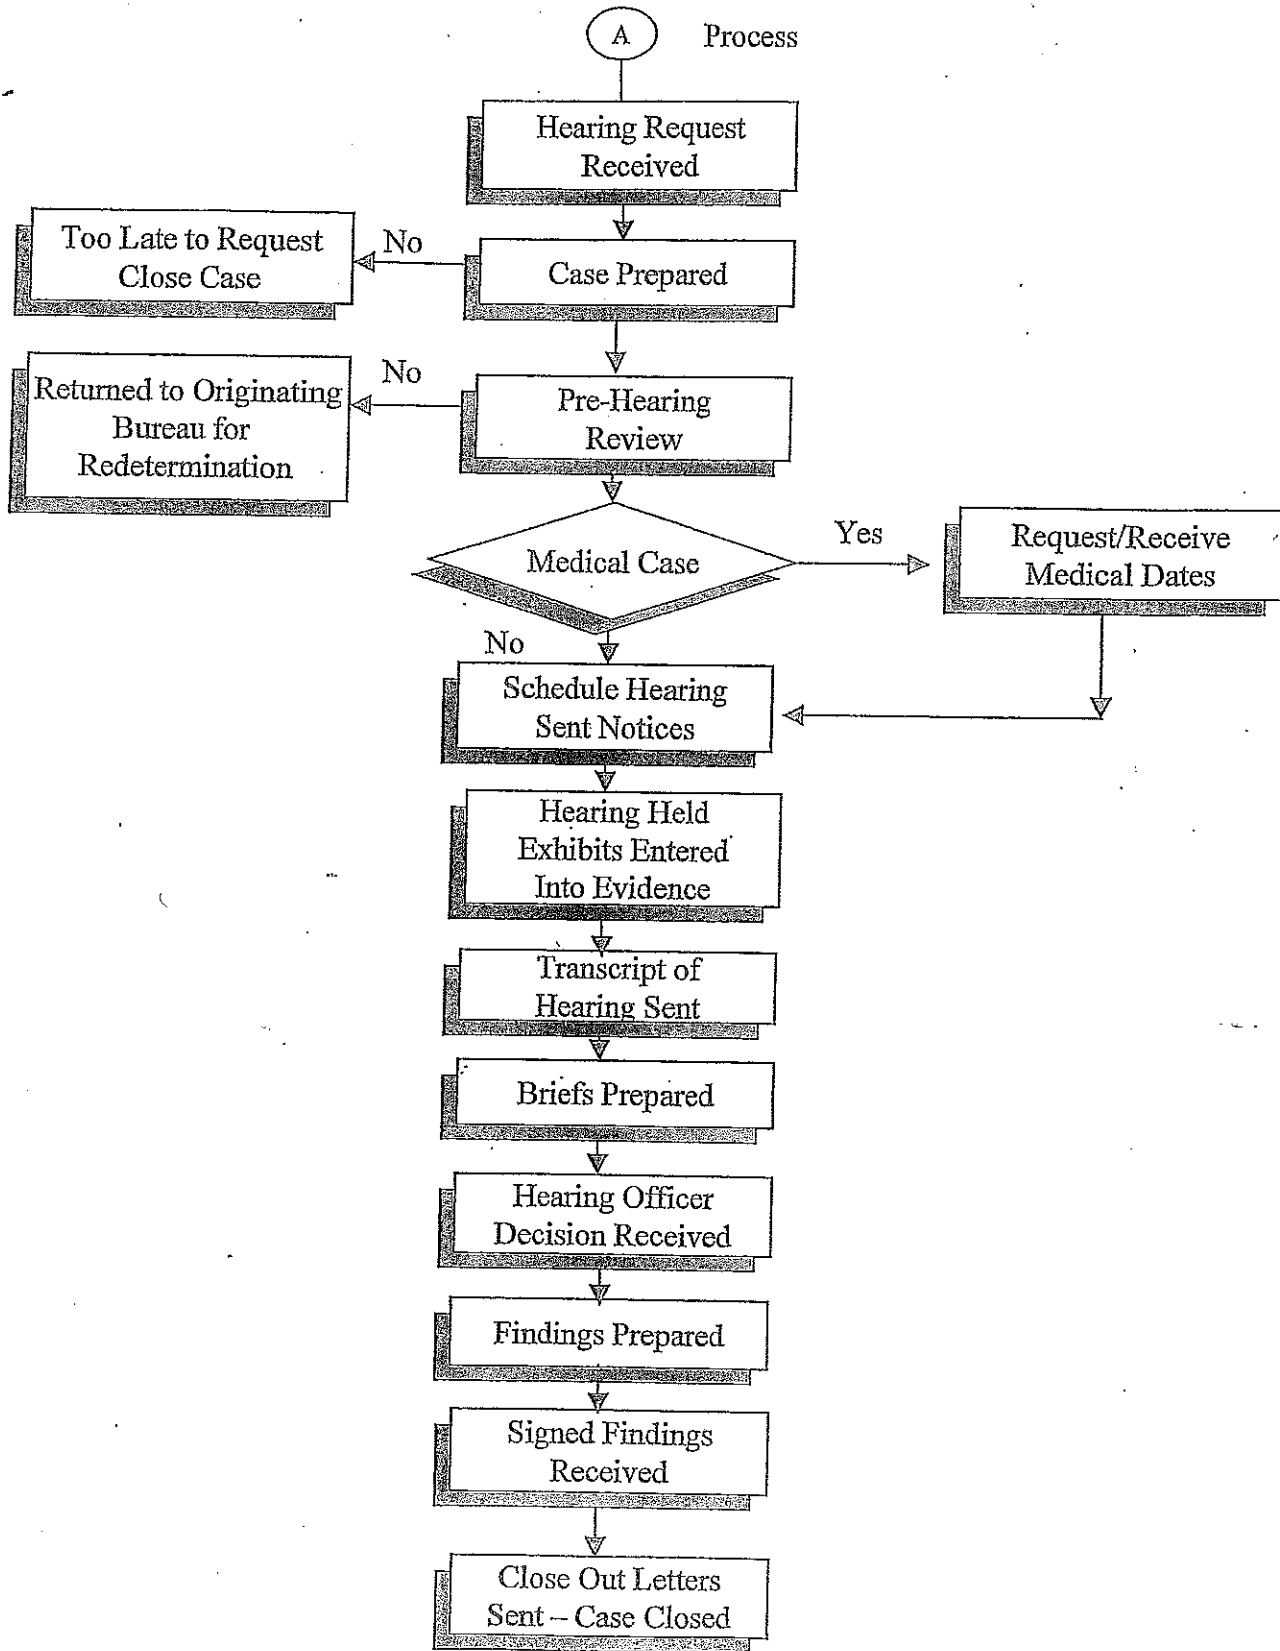 A Process
Hearing Request
Received
Too Late to Request
Close Case
No
Case Prepared
Returned to Originating
Bureau for
Redetermination
No
Pre-Hearing
Review
Medical Case
Yes
Request/Receive
Medical Dates
No
Schedule Hearing
Sent Notices
Hearing Held
Exhibits Entered
Into Evidence
Transcript of
Hearing Sent
Briefs Prepared
Hearing Officer
Decision Received
Findings Prepared
Signed Findings
Received
Close Out Letters
Sent – Case Closed